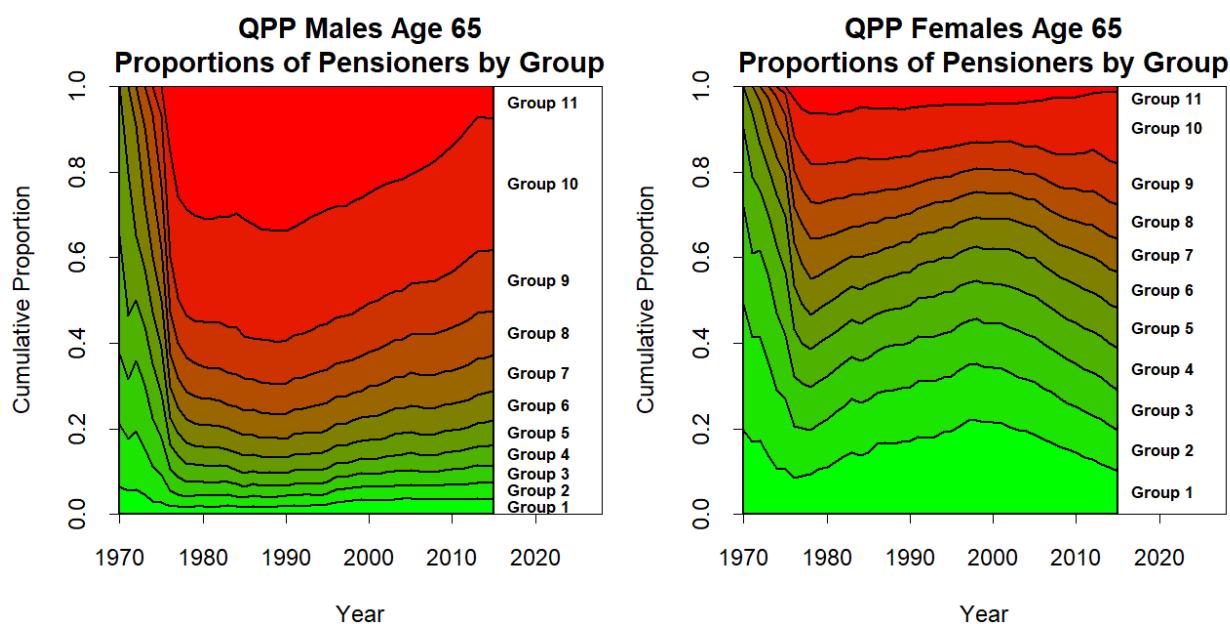 QPP Males Age 65
Proportions of Pensioners by Group
1.0
0.8
0.6
0.4
0.2
0.0
Cumulative Proportion
Group 11
Group 10
Group 9
Group 8
Group 7
Group 6
Group 5
Group 4
Group 3
Group 2
Group 1
1970 1980 1990 2000 2010 2020
Year
QPP Females Age 65
Proportions of Pensioners by Group
1.0
0.8
0.6
0.4
0.2
0.0
Cumulative Proportion
Group 11
Group 10
Group 9
Group 8
Group 7
Group 6
Group 5
Group 4
Group 3
Group 2
Group 1
1970 1980 1990 2000 2010 2020
Year